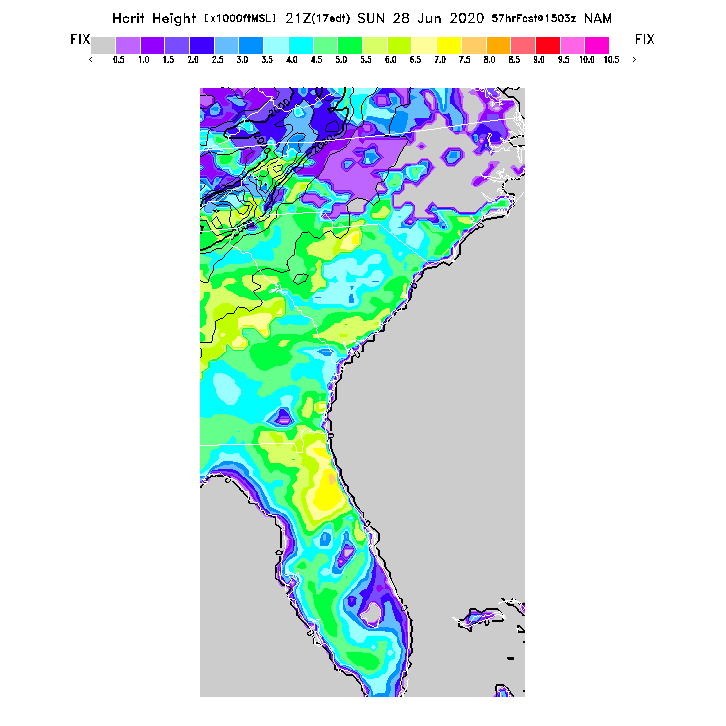 Hcrit Height [x1000ftMSL] 21Z(17edt) SUN 28 Jun 2020 57hrFcst@1503z NAM
FIX FIX
< 0.5 1.0 1.5 2.0 2.5 3.0 3.5 4.0 4.5 5.0 5.5 6.0 6.5 7.0 7.5 8.0 8.5 9.0 9.5 10.0 10.5 >